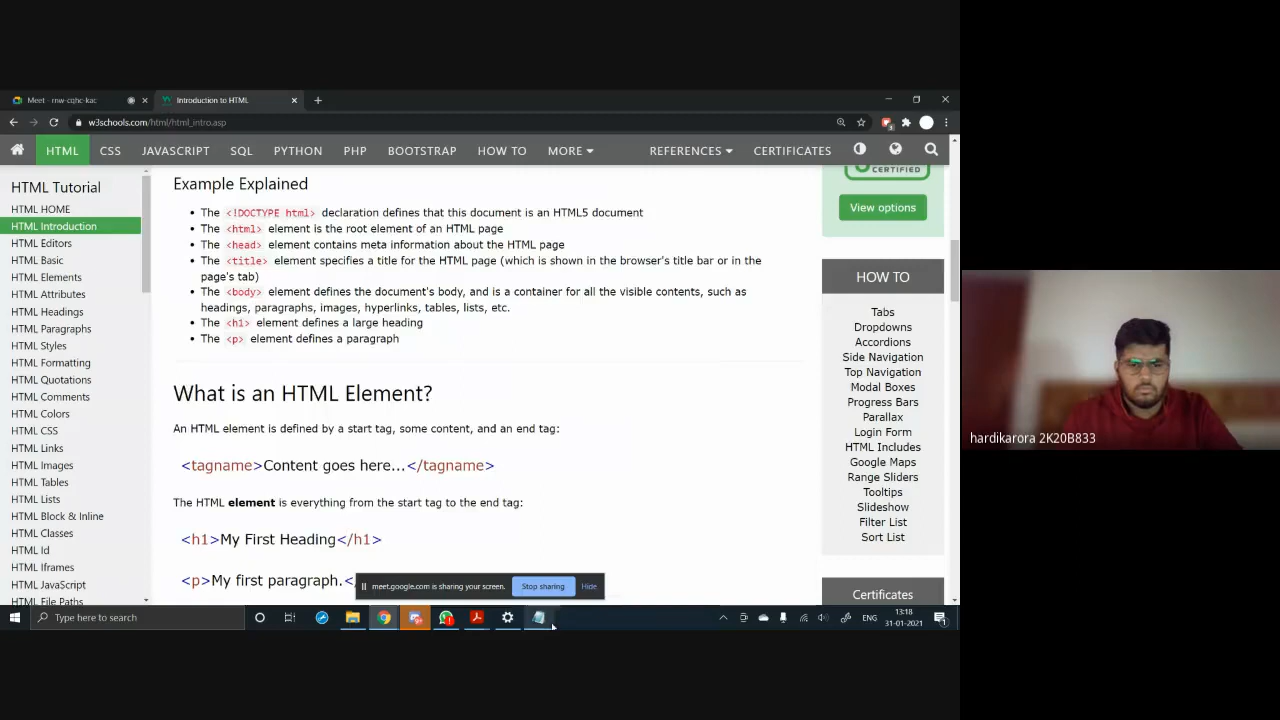 Meet - rnw-cqhc-kac
Introduction to HTML
w3schools.com/html/html_intro.asp
HTML CSS JAVASCRIPT SQL PYTHON PHP BOOTSTRAP HOW TO MORE REFERENCES CERTIFICATES
HTML Tutorial
HTML HOME
HTML Introduction
HTML Editors
HTML Basic
HTML Elements
HTML Attributes
HTML Headings
HTML Paragraphs
HTML Styles
HTML Formatting
HTML Quotations
HTML Comments
HTML Colors
HTML CSS
HTML Links
HTML Images
HTML Tables
HTML Lists
HTML Block & Inline
HTML Classes
HTML Id
HTML Iframes
HTML JavaScript
HTML File Paths
Example Explained
The <!DOCTYPE html> declaration defines that this document is an HTML5 document
The <html> element is the root element of an HTML page
The <head> element contains meta information about the HTML page
The <title> element specifies a title for the HTML page (which is shown in the browser's title bar or in the
page's tab)
The <body> element defines the document's body, and is a container for all the visible contents, such as
headings, paragraphs, images, hyperlinks, tables, lists, etc.
The <h1> element defines a large heading
The <p> element defines a paragraph
What is an HTML Element?
An HTML element is defined by a start tag, some content, and an end tag:
<tagname>Content goes here...</tagname>
The HTML element is everything from the start tag to the end tag:
<h1>My First Heading</h1>
<p>My first paragraph.<
meet.google.com is sharing your screen. Stop sharing Hide
CERTIFIED
View options
HOW TO
Tabs
Dropdowns
Accordions
Side Navigation
Top Navigation
Modal Boxes
Progress Bars
Parallax
Login Form
HTML Includes
Google Maps
Range Sliders
Tooltips
Slideshow
Filter List
Sort List
Certificates
hardikarora 2K20B833
Type here to search
ENG
13:18
31-01-2021